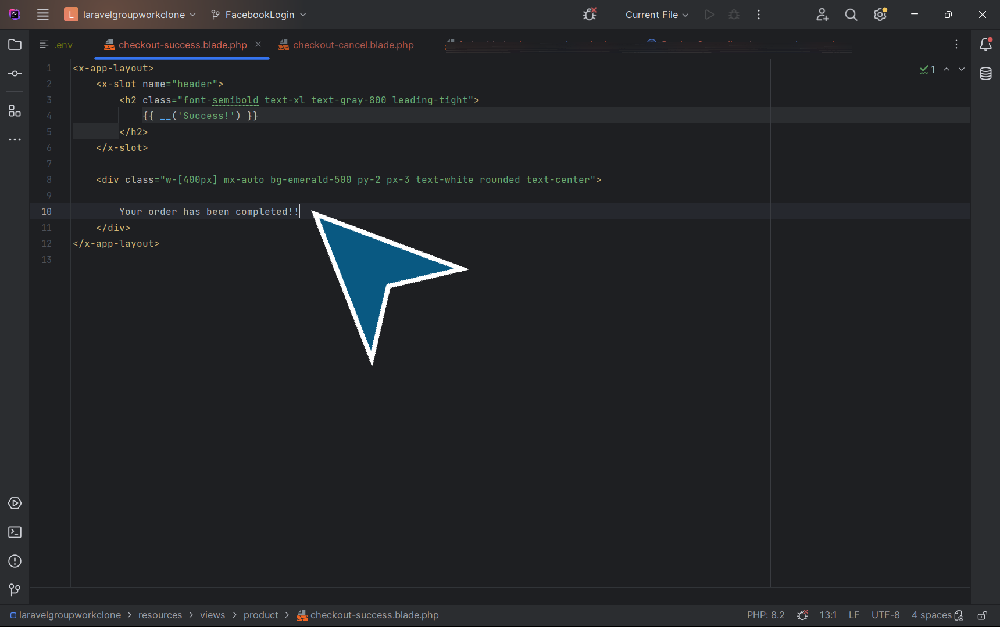 PS
L laravelgroupworkclone FacebookLogin Current File
.env checkout-success.blade.php checkout-cancel.blade.php
1 <x-app-layout>
2 <x-slot name="header">
3 <h2 class="font-semibold text-xl text-gray-800 leading-tight">
4 {{ __('Success!') }}
5 </h2>
6 </x-slot>
7
8 <div class="w-[400px] mx-auto bg-emerald-500 py-2 px-3 text-white rounded text-center">
9
10 Your order has been completed!!
11 </div>
12 </x-app-layout>
13
1
laravelgroupworkclone > resources > views > product > checkout-success.blade.php PHP: 8.2 13:1 LF UTF-8 4 spaces